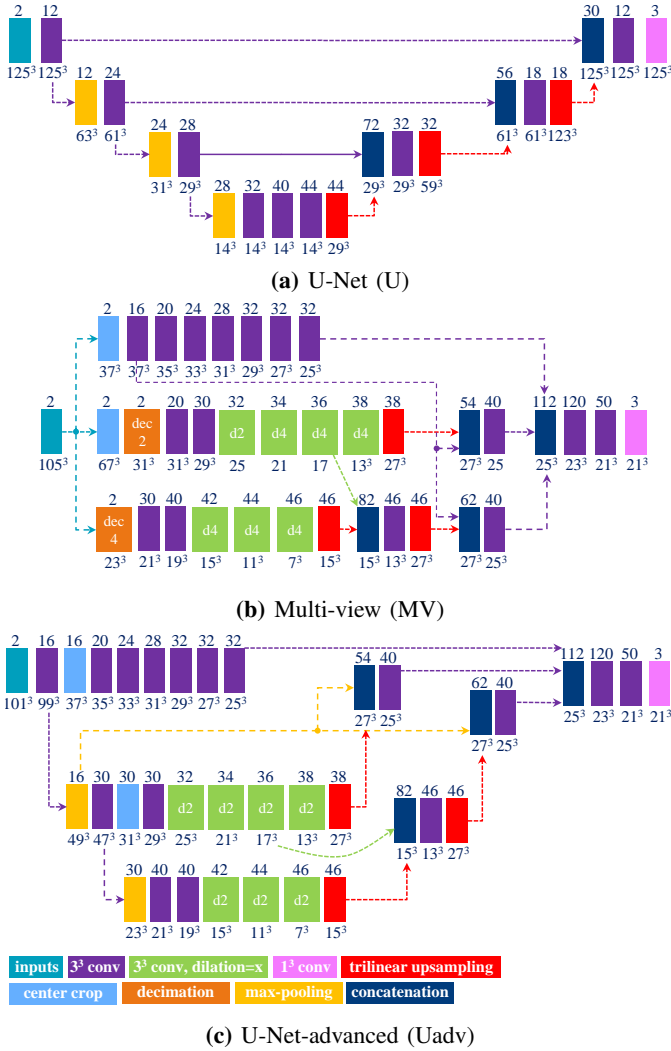 2 12 30 12 3
125³ 125³ 12 24 56 18 18 125³ 125³ 125³
63³ 61³ 24 28 72 32 32 61³ 61³ 123³
31³ 29³ 28 32 40 44 44 29³ 29³ 59³
14³ 14³ 14³ 14³ 29³
(a) U-Net (U)
2 16 20 24 28 32 32 32
37³ 37³ 35³ 33³ 31³ 29³ 27³ 25³
2 2 2 20 30 32 34 36 38 38 54 40 112 120 50 3
dec 2 d2 d4 d4 d4
105³ 67³ 31³ 31³ 29³ 25 21 17 13³ 27³ 27³ 25 25³ 23³ 21³ 21³
2 30 40 42 44 46 46 82 46 46 62 40
dec 4 d4 d4 d4
23³ 21³ 19³ 15³ 11³ 7³ 15³ 15³ 13³ 27³ 27³ 25³
(b) Multi-view (MV)
2 16 16 20 24 28 32 32 32 54 40 112 120 50 3
101³ 99³ 37³ 35³ 33³ 31³ 29³ 27³ 25³ 27³ 25³ 62 40 25³ 23³ 21³ 21³
27³ 25³
16 30 30 30 32 34 36 38 38 82 46 46
d2 d2 d2 d2
49³ 47³ 31³ 29³ 25³ 21³ 17³ 13³ 27³ 15³ 13³ 27³
30 40 40 42 44 46 46
d2 d2 d2
23³ 21³ 19³ 15³ 11³ 7³ 15³
inputs 3³ conv 3³ conv, dilation=x 1³ conv trilinear upsampling
center crop decimation max-pooling concatenation
(c) U-Net-advanced (Uadv)